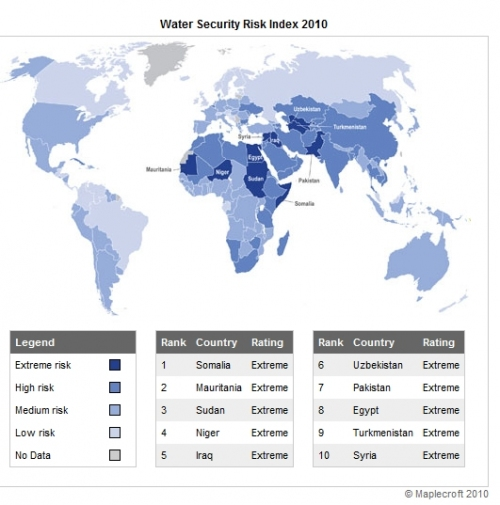 Water Security Risk Index 2010
Uzbekistan
Turkmenistan
Syria
Iraq
Egypt
Mauritania
Niger
Sudan
Pakistan
Somalia
Legend
Extreme risk
High risk
Medium risk
Low risk
No Data
Rank Country Rating
1 Somalia Extreme
2 Mauritania Extreme
3 Sudan Extreme
4 Niger Extreme
5 Iraq Extreme
Rank Country Rating
6 Uzbekistan Extreme
7 Pakistan Extreme
8 Egypt Extreme
9 Turkmenistan Extreme
10 Syria Extreme
© Maplecroft 2010